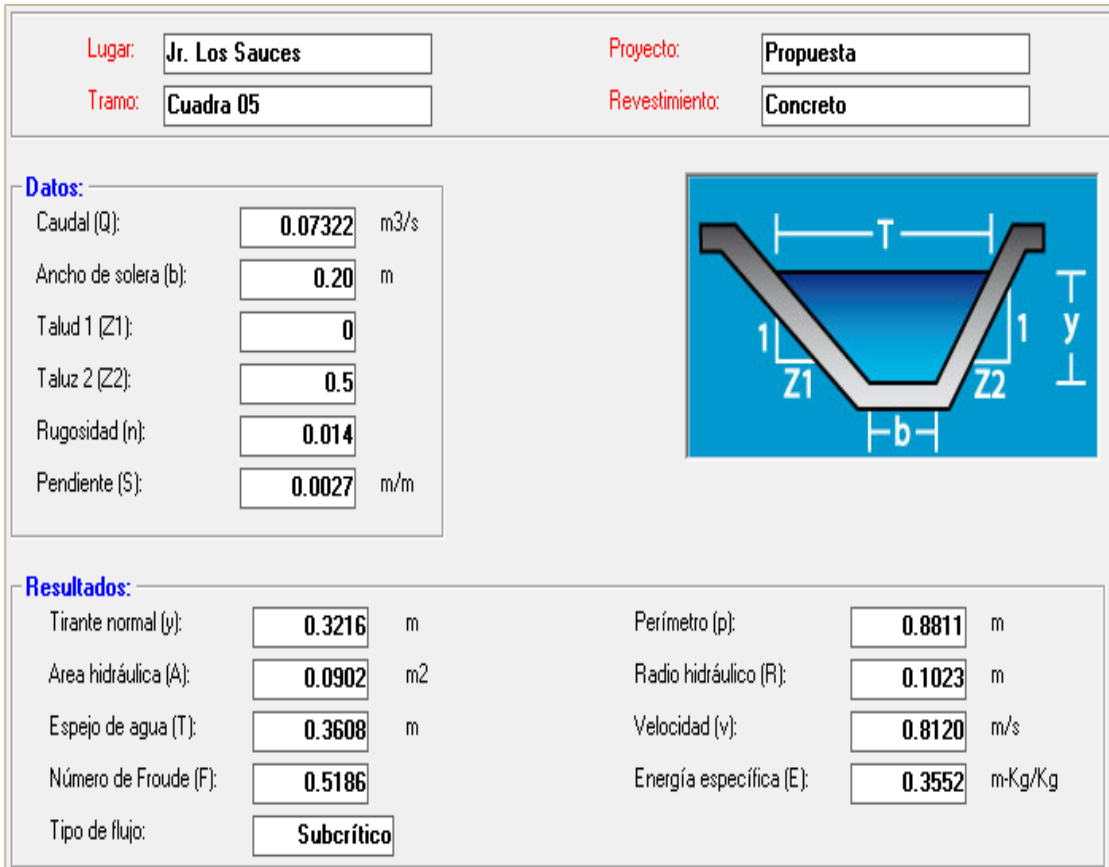 Lugar: Jr. Los Sauces Proyecto: Propuesta
Tramo: Cuadra 05 Revestimiento: Concreto
Datos:
Caudal (Q): 0.07322 m3/s
Ancho de solera (b): 0.20 m
Talud 1 (Z1): 0
Taluz 2 (Z2): 0.5
Rugosidad (n): 0.014
Pendiente (S): 0.0027 m/m
T
1
Z1
b
Z2
1
y
Resultados:
Tirante normal (y): 0.3216 m Perímetro (p): 0.8811 m
Area hidráulica (A): 0.0902 m2 Radio hidráulico (R): 0.1023 m
Espejo de agua (T): 0.3608 m Velocidad (v): 0.8120 m/s
Número de Froude (F): 0.5186 Energía específica (E): 0.3552 m-Kg/Kg
Tipo de flujo: Subcrítico